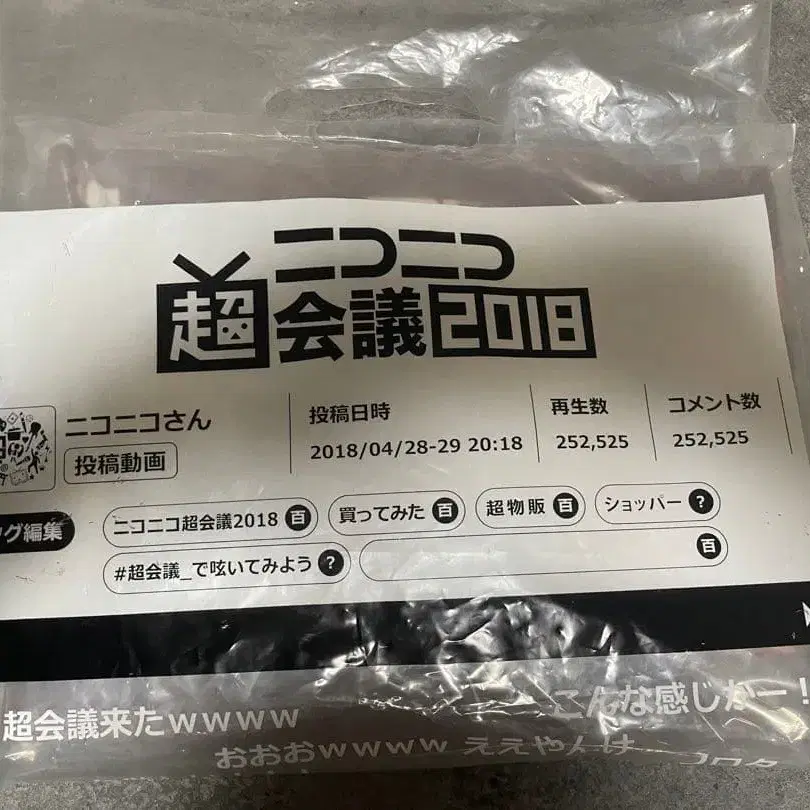 ニコニコ
超会議2018
ニコニコさん
投稿動画
投稿日時
2018/04/28-29 20:18
再生数
252,525
コメント数
252,525
グ編集
ニコニコ超会議2018 百
買ってみた 百
超物販 百
ショッパー ?
#超会議_で呟いてみよう ?
百
超会議来たwwww
こんな感じかー!
おおおwwww
ええやんけ